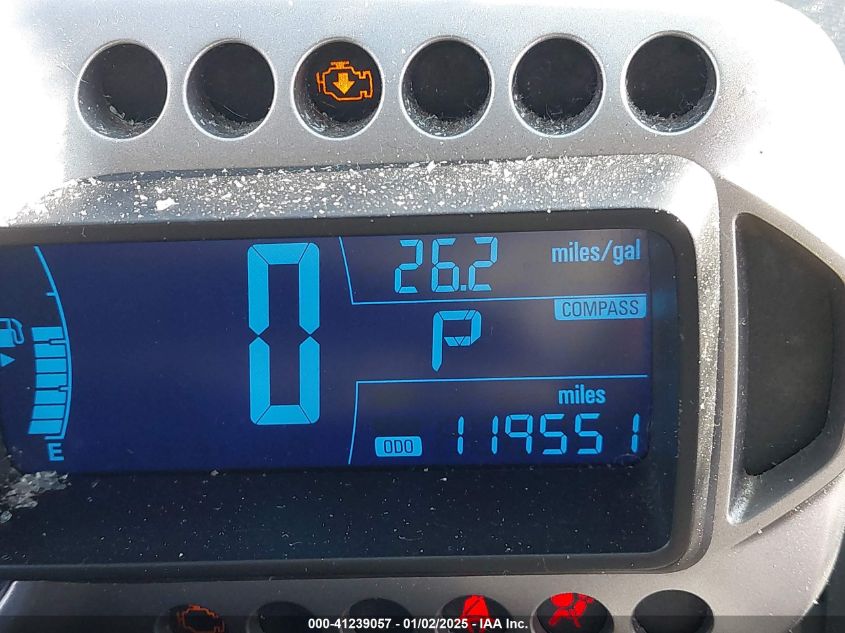 26.2 miles/gal
COMPASS
0
P
miles
ODO 119551
E
000-41239057 - 01/02/2025 - IAA Inc.